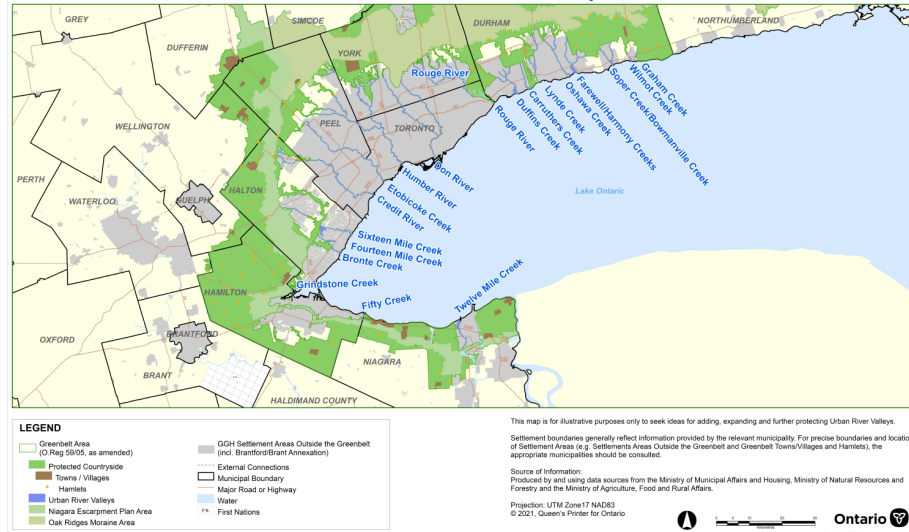 GREY
SIMCOE
DURHAM
NORTHUMBERLAND
DUFFERIN
YORK
Rouge River
Graham Creek
Wilmot Creek
Soper Creek/Bowmanville Creek
Farewell/Harmony Creeks
Oshawa Creek
Lynde Creek
Carruthers Creek
Duffins Creek
Rouge River
PEEL
TORONTO
WELLINGTON
Don River
Humber River
Etobicoke Creek
Credit River
PERTH
WATERLOO
GUELPH
HALTON
Lake Ontario
Sixteen Mile Creek
Fourteen Mile Creek
Bronte Creek
Grindstone Creek
HAMILTON
Fifty Creek
Twelve Mile Creek
OXFORD
BRANTFORD
BRANT
NIAGARA
HALDIMAND COUNTY
LEGEND
Greenbelt Area
(O.Reg 59/05, as amended)
Protected Countryside
Towns / Villages
Hamlets
Urban River Valleys
Niagara Escarpment Plan Area
Oak Ridges Moraine Area
GGH Settlement Areas Outside the Greenbelt
(incl. Brantford/Brant Annexation)
External Connections
Municipal Boundary
Major Road or Highway
Water
First Nations
This map is for illustrative purposes only to seek ideas for adding, expanding and further protecting Urban River Valleys.
Settlement boundaries generally reflect information provided by the relevant municipality. For precise boundaries and locatio
of Settlement Areas (e.g. Settlements Areas Outside the Greenbelt and Greenbelt Towns/Villages and Hamlets), the
appropriate municipalities should be consulted.
Source of Information:
Produced by and using data sources from the Ministry of Municipal Affairs and Housing, Ministry of Natural Resources and
Forestry and the Ministry of Agriculture, Food and Rural Affairs.
Projection: UTM Zone17 NAD83
© 2021, Queen's Printer for Ontario
Ontario